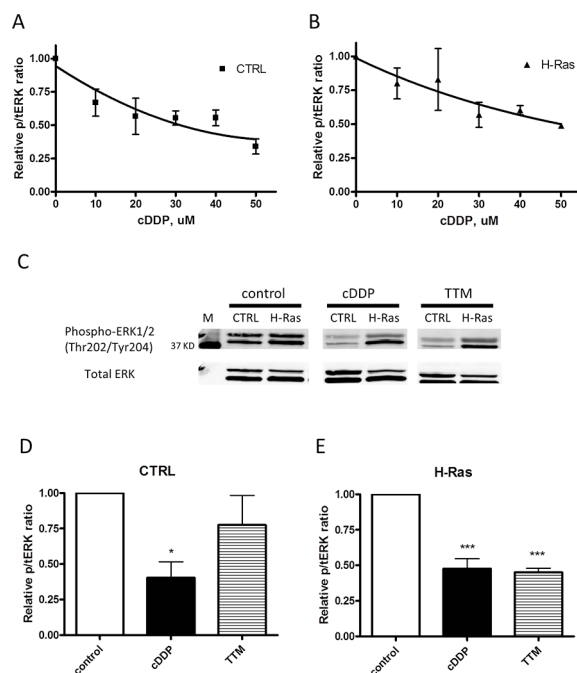 A
Relative p/tERK ratio
1.00
0.75
0.50
0.25
0.00
0 10 20 30 40 50
cDDP, uM
CTRL
B
Relative p/tERK ratio
1.00
0.75
0.50
0.25
0.00
0 10 20 30 40 50
cDDP, uM
H-Ras
C
control cDDP TTM
M CTRL H-Ras CTRL H-Ras CTRL H-Ras
Phospho-ERK1/2
(Thr202/Tyr204)
37 KD
Total ERK
D
CTRL
Relative p/tERK ratio
1.00
0.75
0.50
0.25
0.00
*
control cDDP TTM
E
H-Ras
Relative p/tERK ratio
1.00
0.75
0.50
0.25
0.00
*** ***
control cDDP TTM